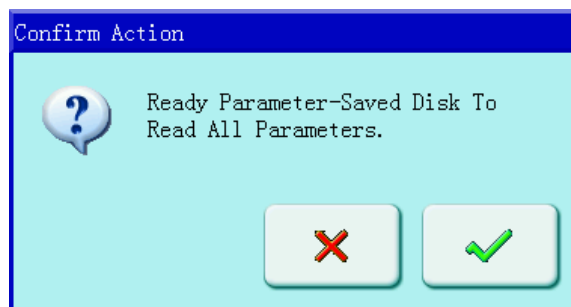 Confirm Action
Ready Parameter-Saved Disk To
Read All Parameters.